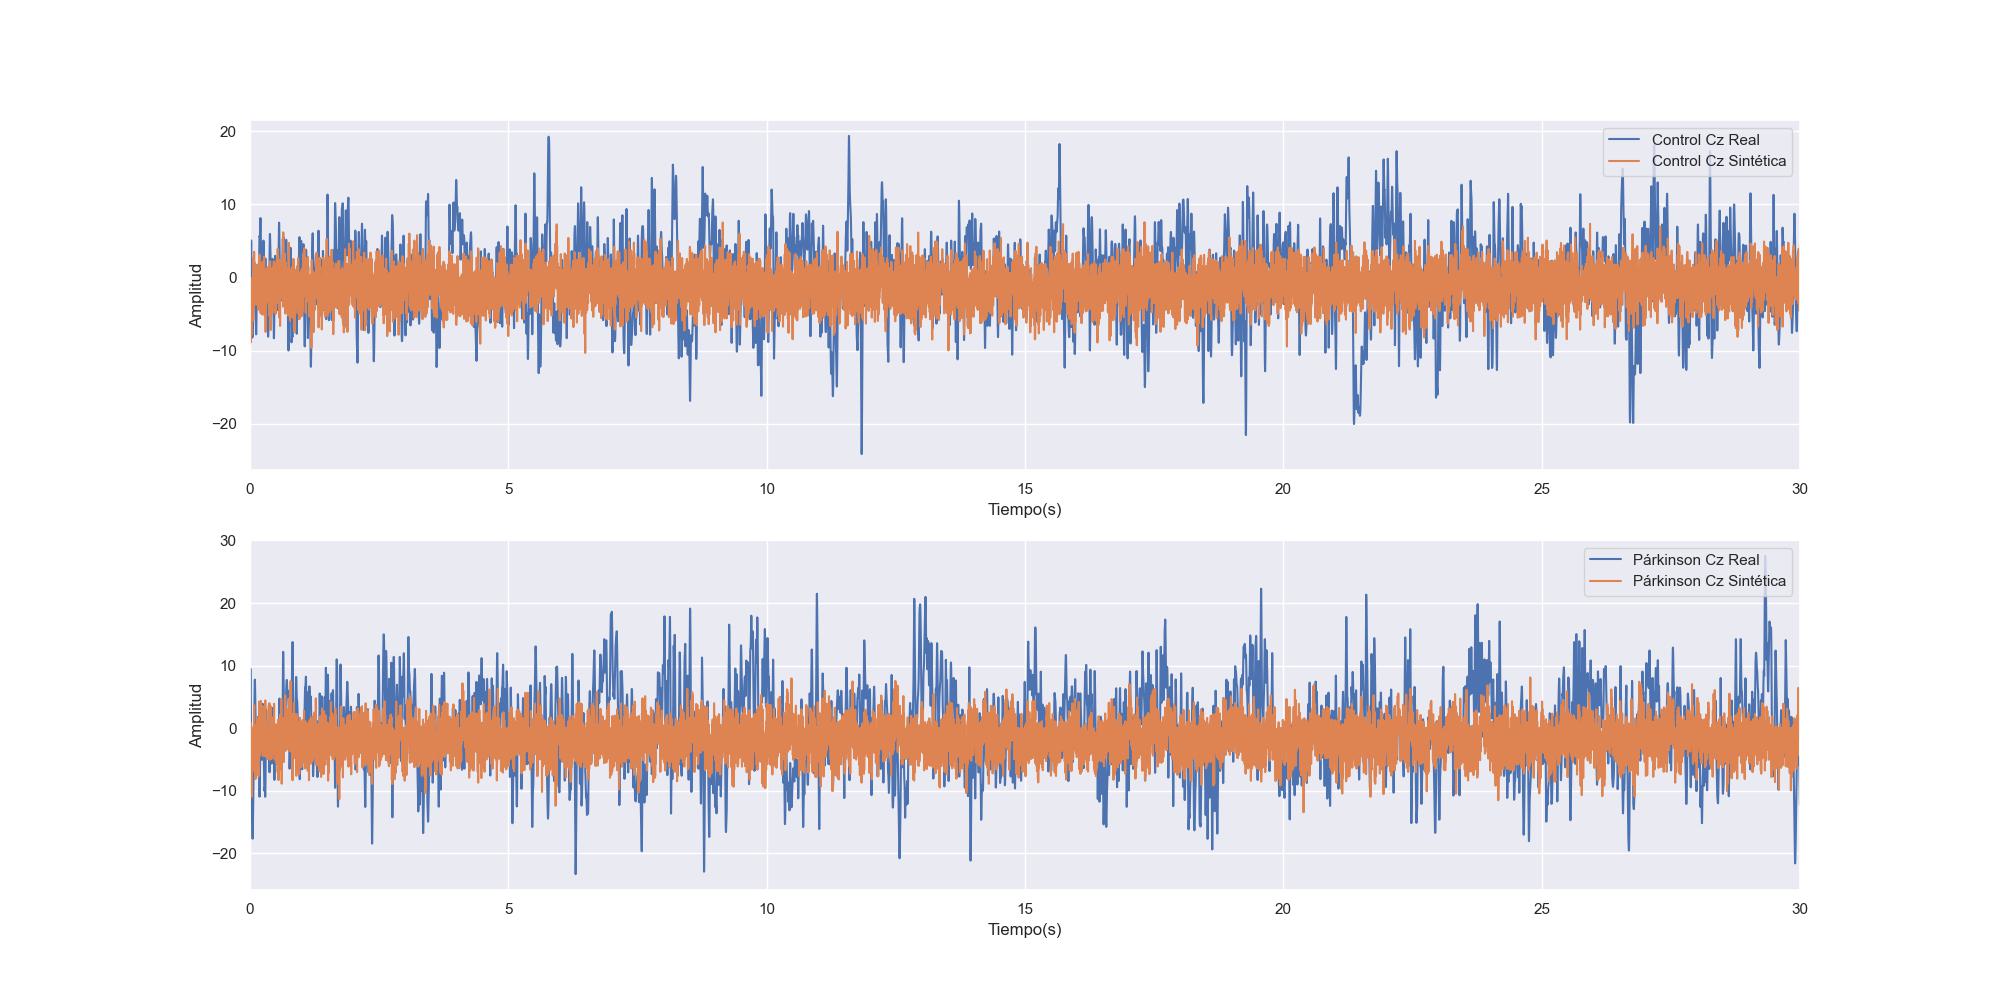 20
10
0
−10
−20
Amplitud
Control Cz Real
Control Cz Sintética
0 5 10 15 20 25 30
Tiempo(s)
30
20
10
0
−10
−20
Amplitud
Párkinson Cz Real
Párkinson Cz Sintética
0 5 10 15 20 25 30
Tiempo(s)